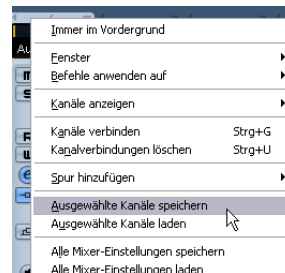 Au
Immer im Vordergrund
Fenster
Befehle anwenden auf
Kanäle anzeigen
Kanäle verbinden Strg+G
Kanalverbindungen löschen Strg+U
Spur hinzufügen
Ausgewählte Kanäle speichern
Ausgewählte Kanäle laden
Alle Mixer-Einstellungen speichern
Alle Mixer-Einstellungen laden